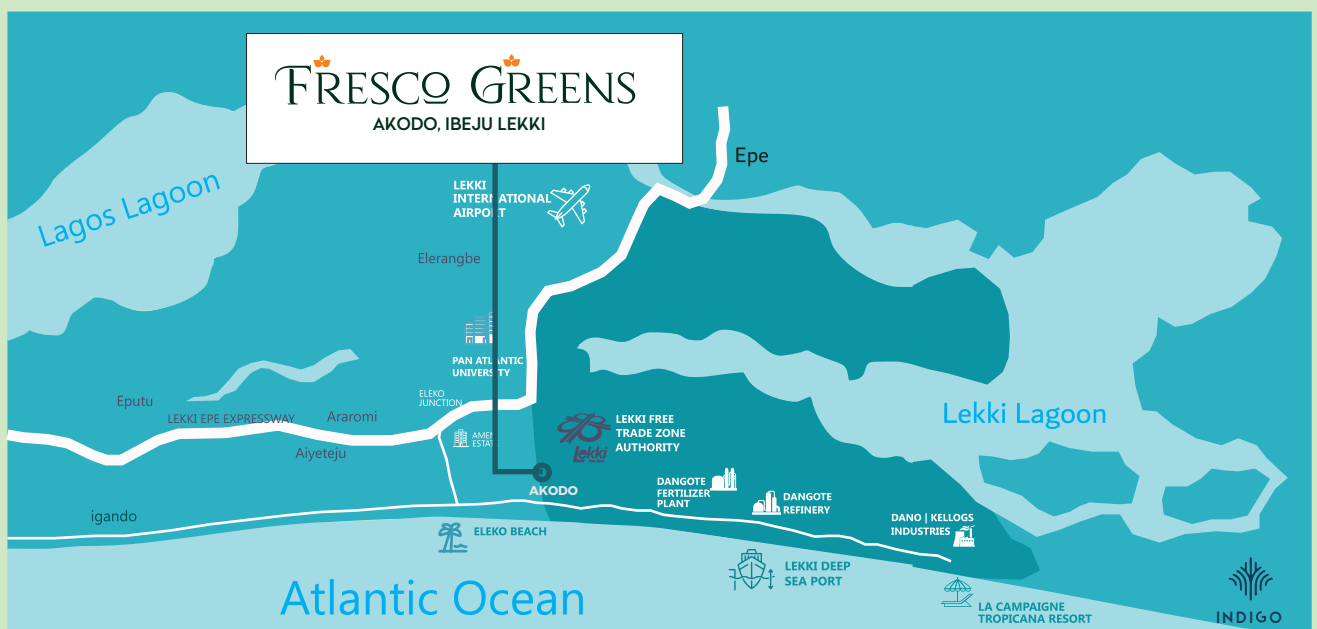 FRESCO GREENS
AKODO, IBEJU LEKKI
Epe
Lagos Lagoon
LEKKI
INTERNATIONAL
AIRPORT
Elerangbe
PAN ATLANTIC
UNIVERSITY
ELEKO
JUNCTION
Eputu
LEKKI EPE EXPRESSWAY
Araromi
Aiyeteju
ESTAT
LEKKI FREE
TRADE ZONE
AUTHORITY
Lekki
Lekki Lagoon
AKODO
DANGOTE
FERTILIZER
PLANT
DANGOTE
REFINERY
DANO | KELLOGS
INDUSTRIES
igando
ELEKO BEACH
LEKKI DEEP
SEA PORT
Atlantic Ocean
LA CAMPAIGNE
TROPICANA RESORT
INDIGO